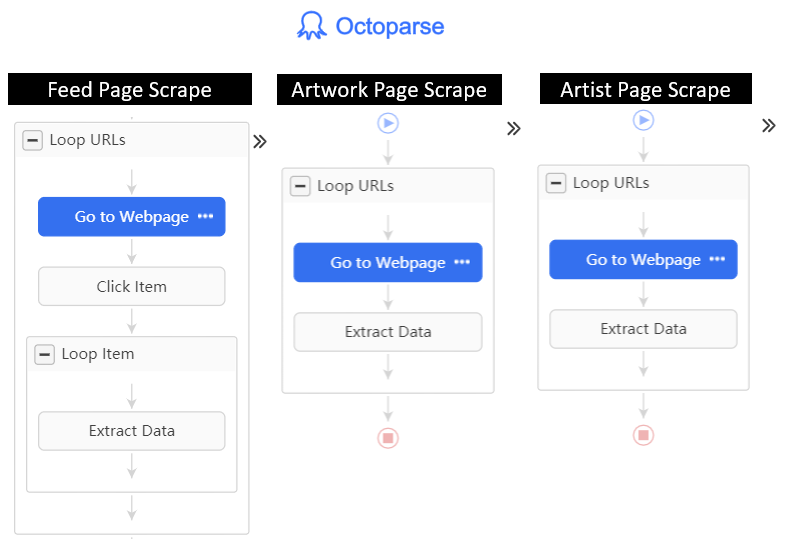 Octoparse
Feed Page Scrape
Loop URLs
Go to Webpage
Click Item
Loop Item
Extract Data
Artwork Page Scrape
Loop URLs
Go to Webpage
Extract Data
Artist Page Scrape
Loop URLs
Go to Webpage
Extract Data